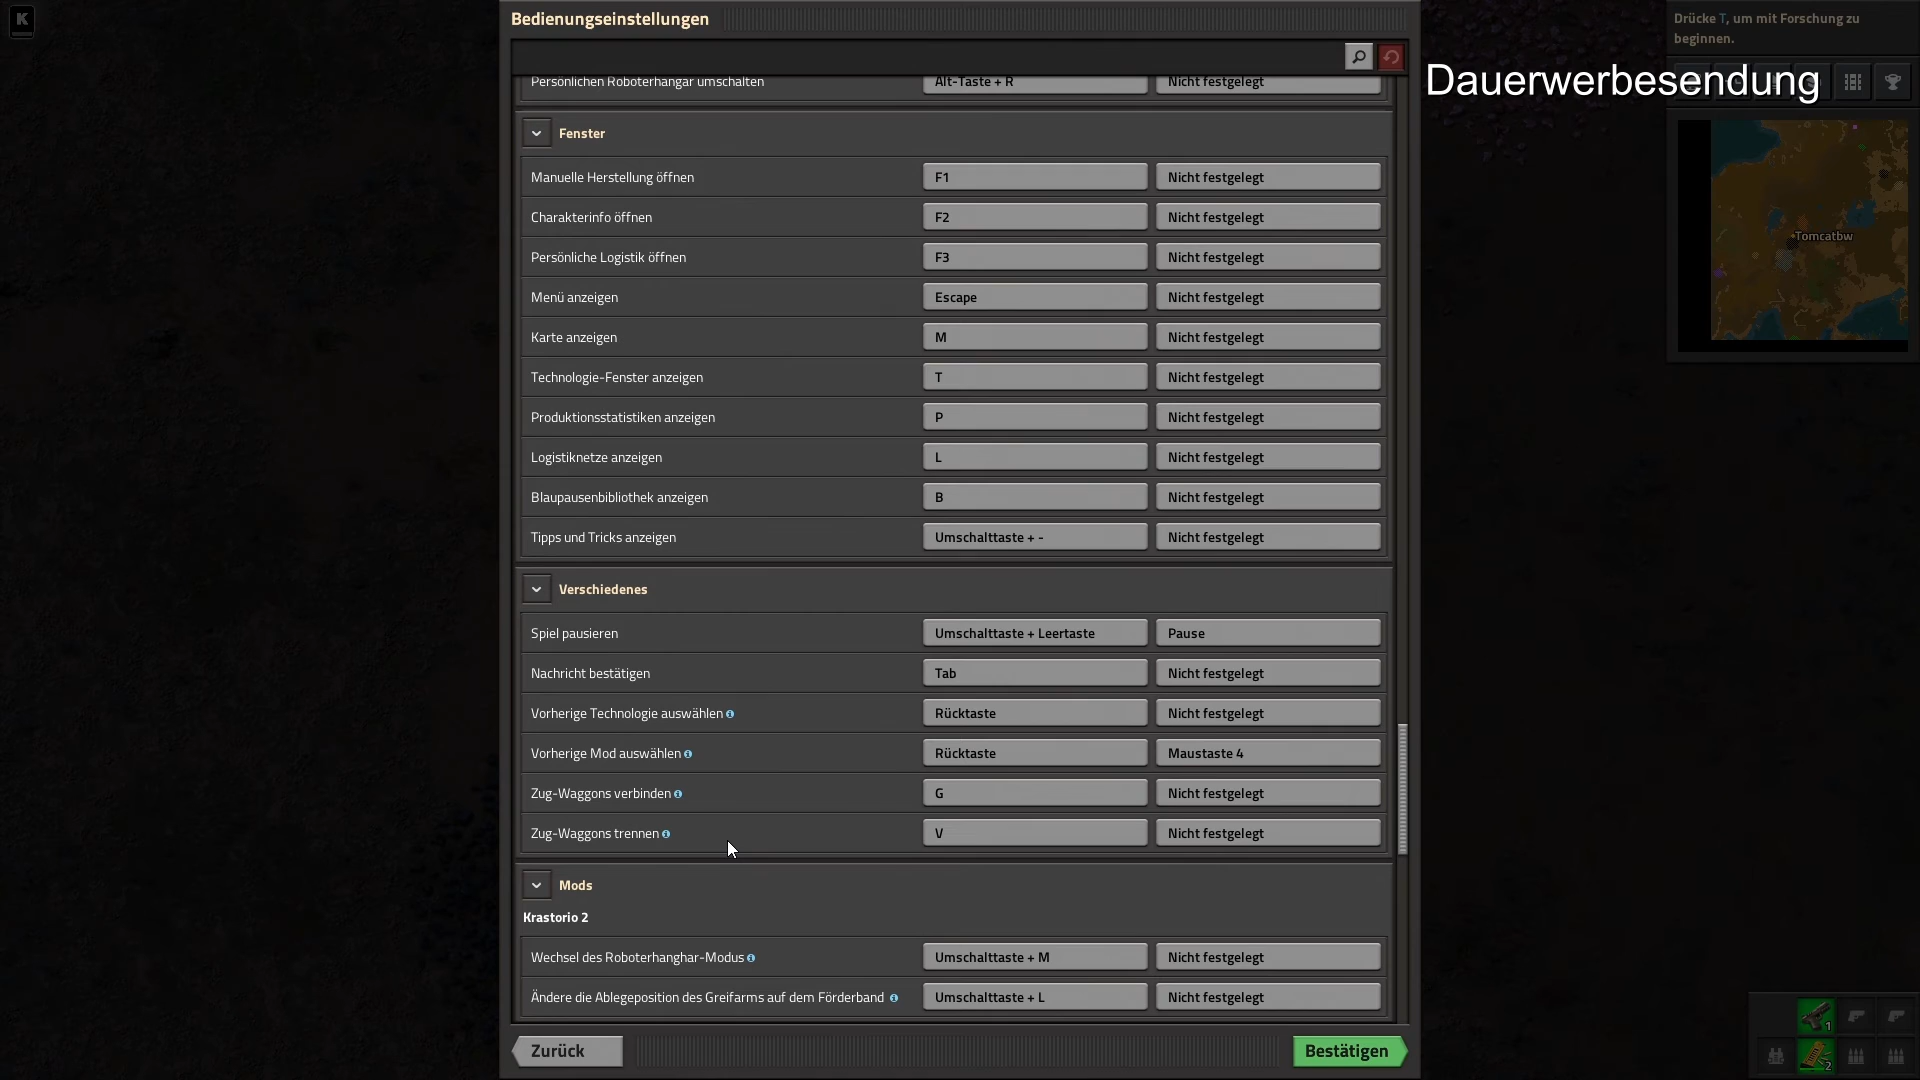 K
Bedienungseinstellungen
Drücke T, um mit Forschung zu
beginnen.
Dauerwerbesendung
Persönlichen Roboterhangar umschalten Alt-Taste + R Nicht festgelegt
Fenster
Manuelle Herstellung öffnen F1 Nicht festgelegt
Charakterinfo öffnen F2 Nicht festgelegt
Persönliche Logistik öffnen F3 Nicht festgelegt
Menü anzeigen Escape Nicht festgelegt
Karte anzeigen M Nicht festgelegt
Technologie-Fenster anzeigen T Nicht festgelegt
Produktionsstatistiken anzeigen P Nicht festgelegt
Logistiknetze anzeigen L Nicht festgelegt
Blaupausenbibliothek anzeigen B Nicht festgelegt
Tipps und Tricks anzeigen Umschalttaste + - Nicht festgelegt
Tomcatbw
Verschiedenes
Spiel pausieren Umschalttaste + Leertaste Pause
Nachricht bestätigen Tab Nicht festgelegt
Vorherige Technologie auswählen Rücktaste Nicht festgelegt
Vorherige Mod auswählen Rücktaste Maustaste 4
Zug-Waggons verbinden G Nicht festgelegt
Zug-Waggons trennen V Nicht festgelegt
Mods
Krastorio 2
Wechsel des Roboterhanghar-Modus Umschalttaste + M Nicht festgelegt
Ändere die Ablegeposition des Greifarms auf dem Förderband Umschalttaste + L Nicht festgelegt
Zurück
Bestätigen
1
2